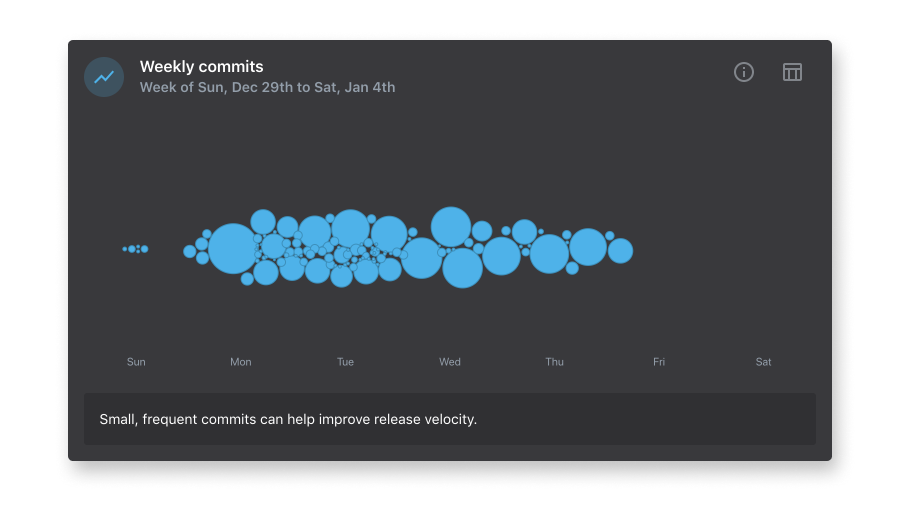 Weekly commits
Week of Sun, Dec 29th to Sat, Jan 4th
Sun Mon Tue Wed Thu Fri Sat
Small, frequent commits can help improve release velocity.